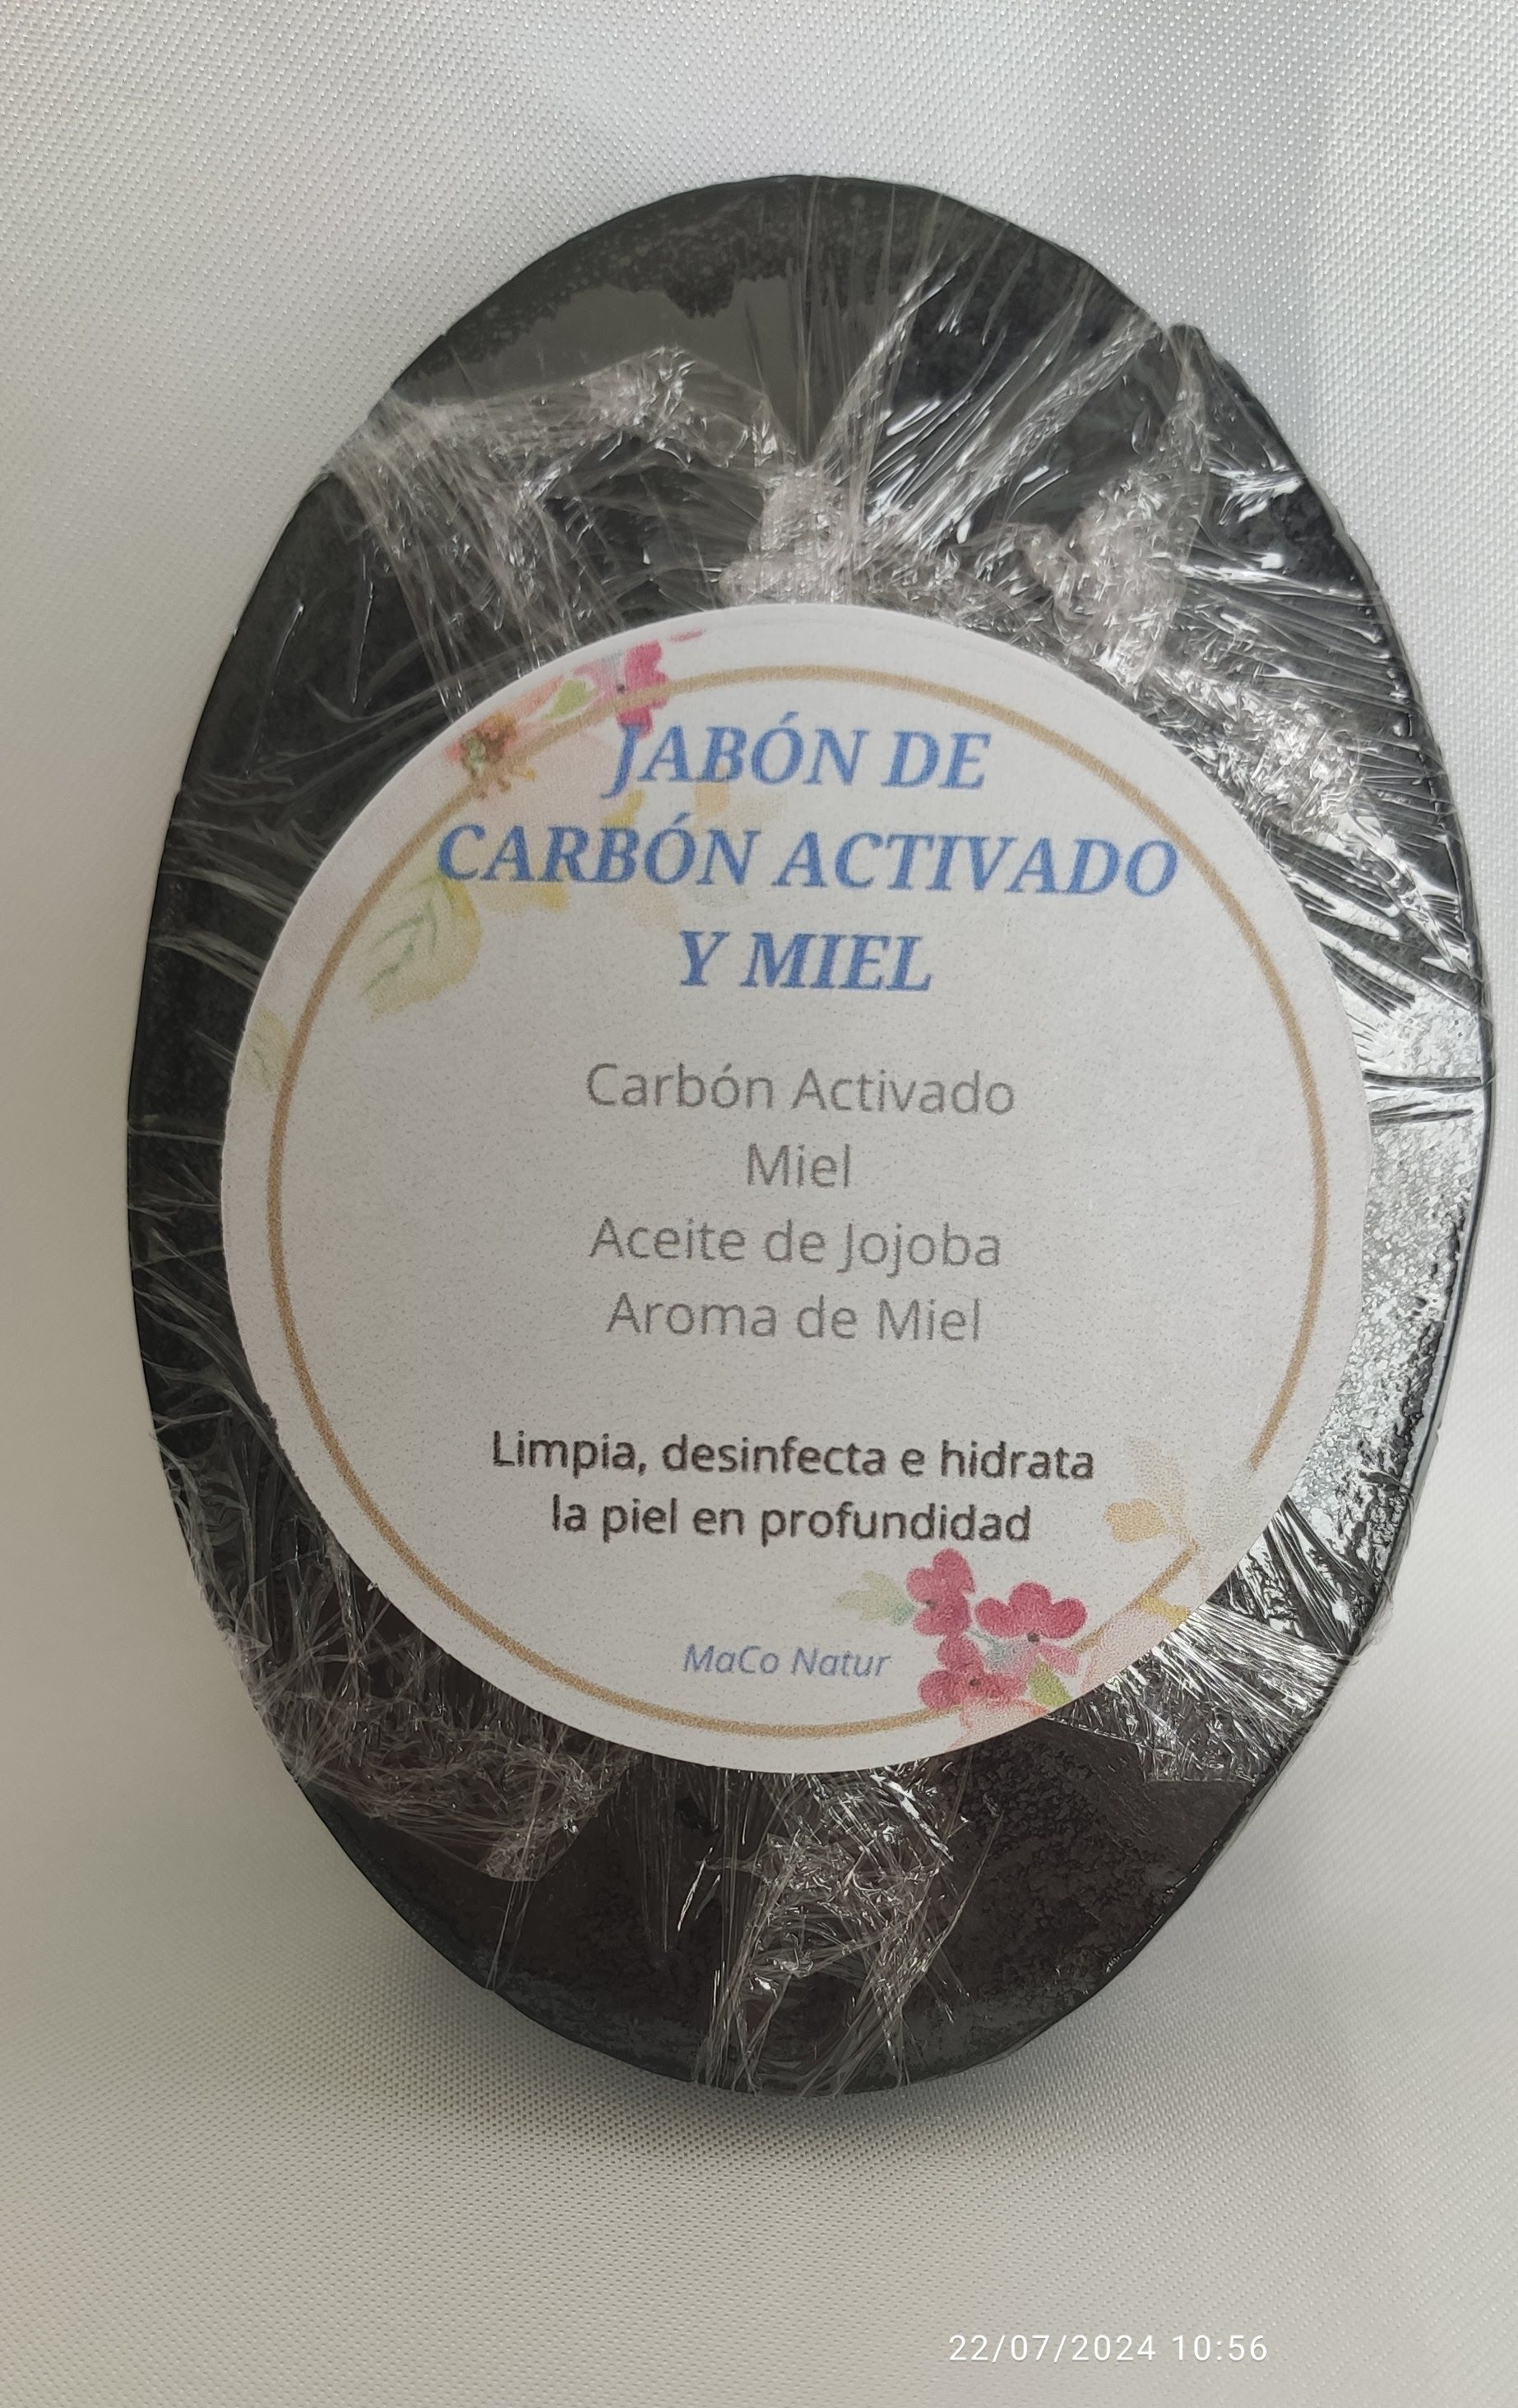 JABÓN DE
CARBÓN ACTIVADO
Y MIEL
Carbón Activado
Miel
Aceite de Jojoba
Aroma de Miel
Limpia, desinfecta e hidrata
la piel en profundidad
MaCo Natur
22/07/2024 10:56